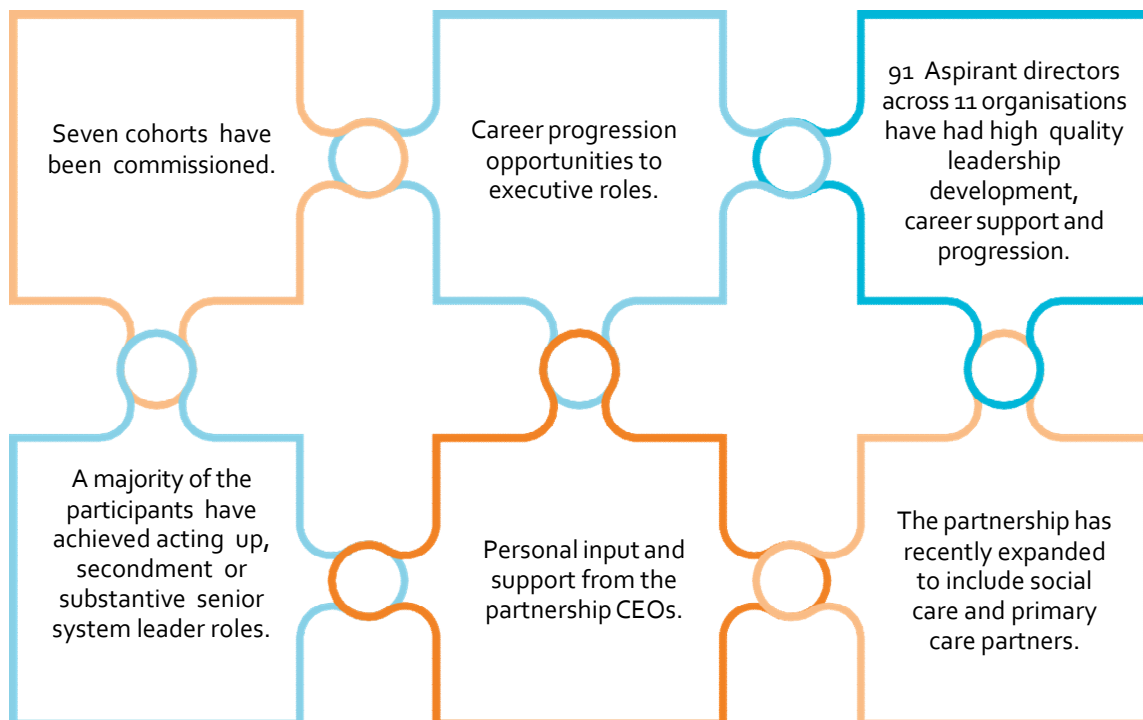 Seven cohorts have
been commissioned.
Career progression
opportunities to
executive roles.
91 Aspirant directors
across 11 organisations
have had high quality
leadership
development,
career support and
progression.
A majority of the
participants have
achieved acting up,
secondment or
substantive senior
system leader roles.
Personal input and
support from the
partnership CEOs.
The partnership has
recently expanded
to include social
care and primary
care partners.